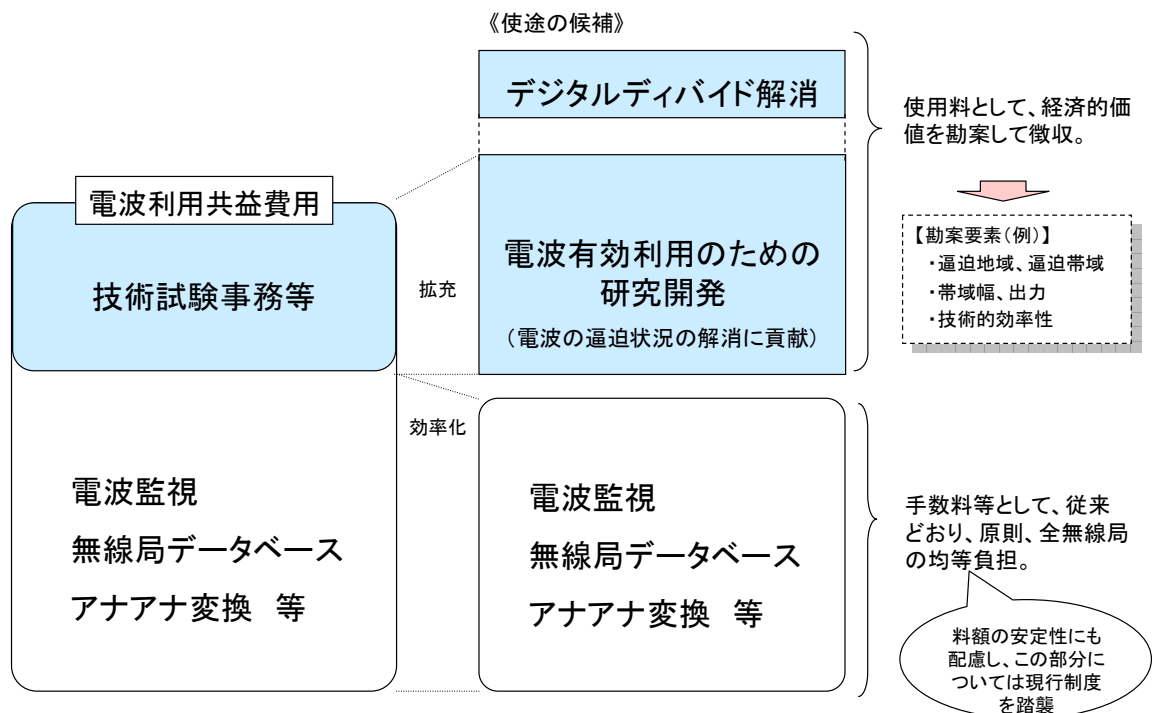 《使途の候補》
デジタルディバイド解消
使用料として、経済的価
値を勘案して徴収。
電波利用共益費用
技術試験事務等
拡充
電波有効利用のための
研究開発
（電波の逼迫状況の解消に貢献）
【勘案要素(例)】
・逼迫地域、逼迫帯域
・帯域幅、出力
・技術的効率性
効率化
電波監視
無線局データベース
アナアナ変換　等
電波監視
無線局データベース
アナアナ変換　等
手数料等として、従来
どおり、原則、全無線局
の均等負担。
料額の安定性にも
配慮し、この部分に
ついては現行制度
を踏襲